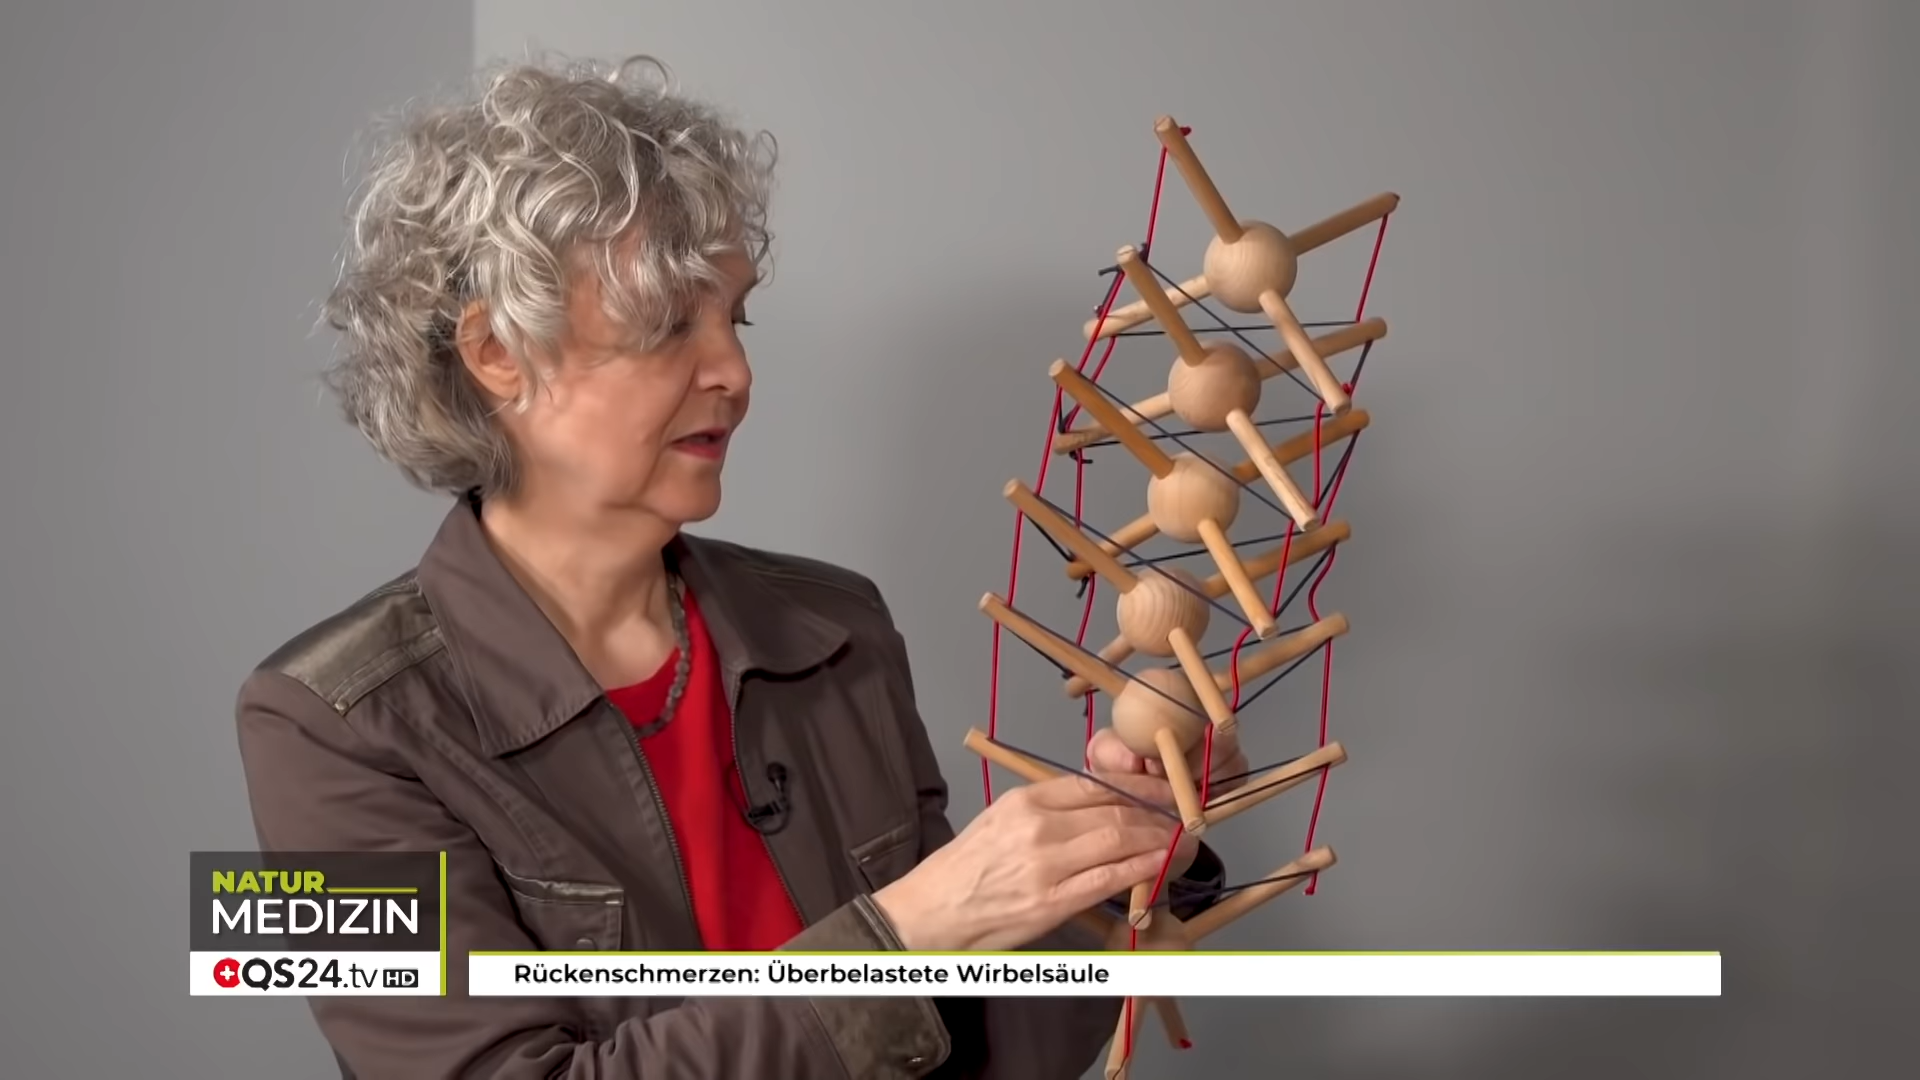 NATUR
MEDIZIN
QS24.tv HD
Rückenschmerzen: Überbelastete Wirbelsäule